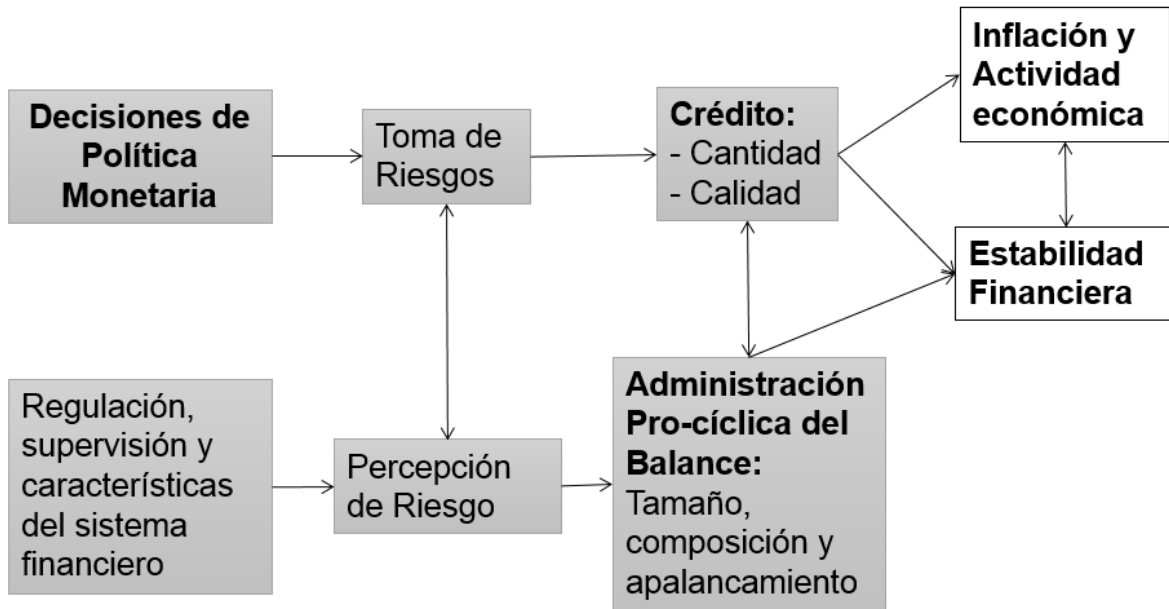 Decisiones de
Política
Monetaria
Toma de
Riesgos
Crédito:
- Cantidad
- Calidad
Inflación y
Actividad
económica
Estabilidad
Financiera
Regulación,
supervisión y
características
del sistema
financiero
Percepción
de Riesgo
Administración
Pro-cíclica del
Balance:
Tamaño,
composición y
apalancamiento